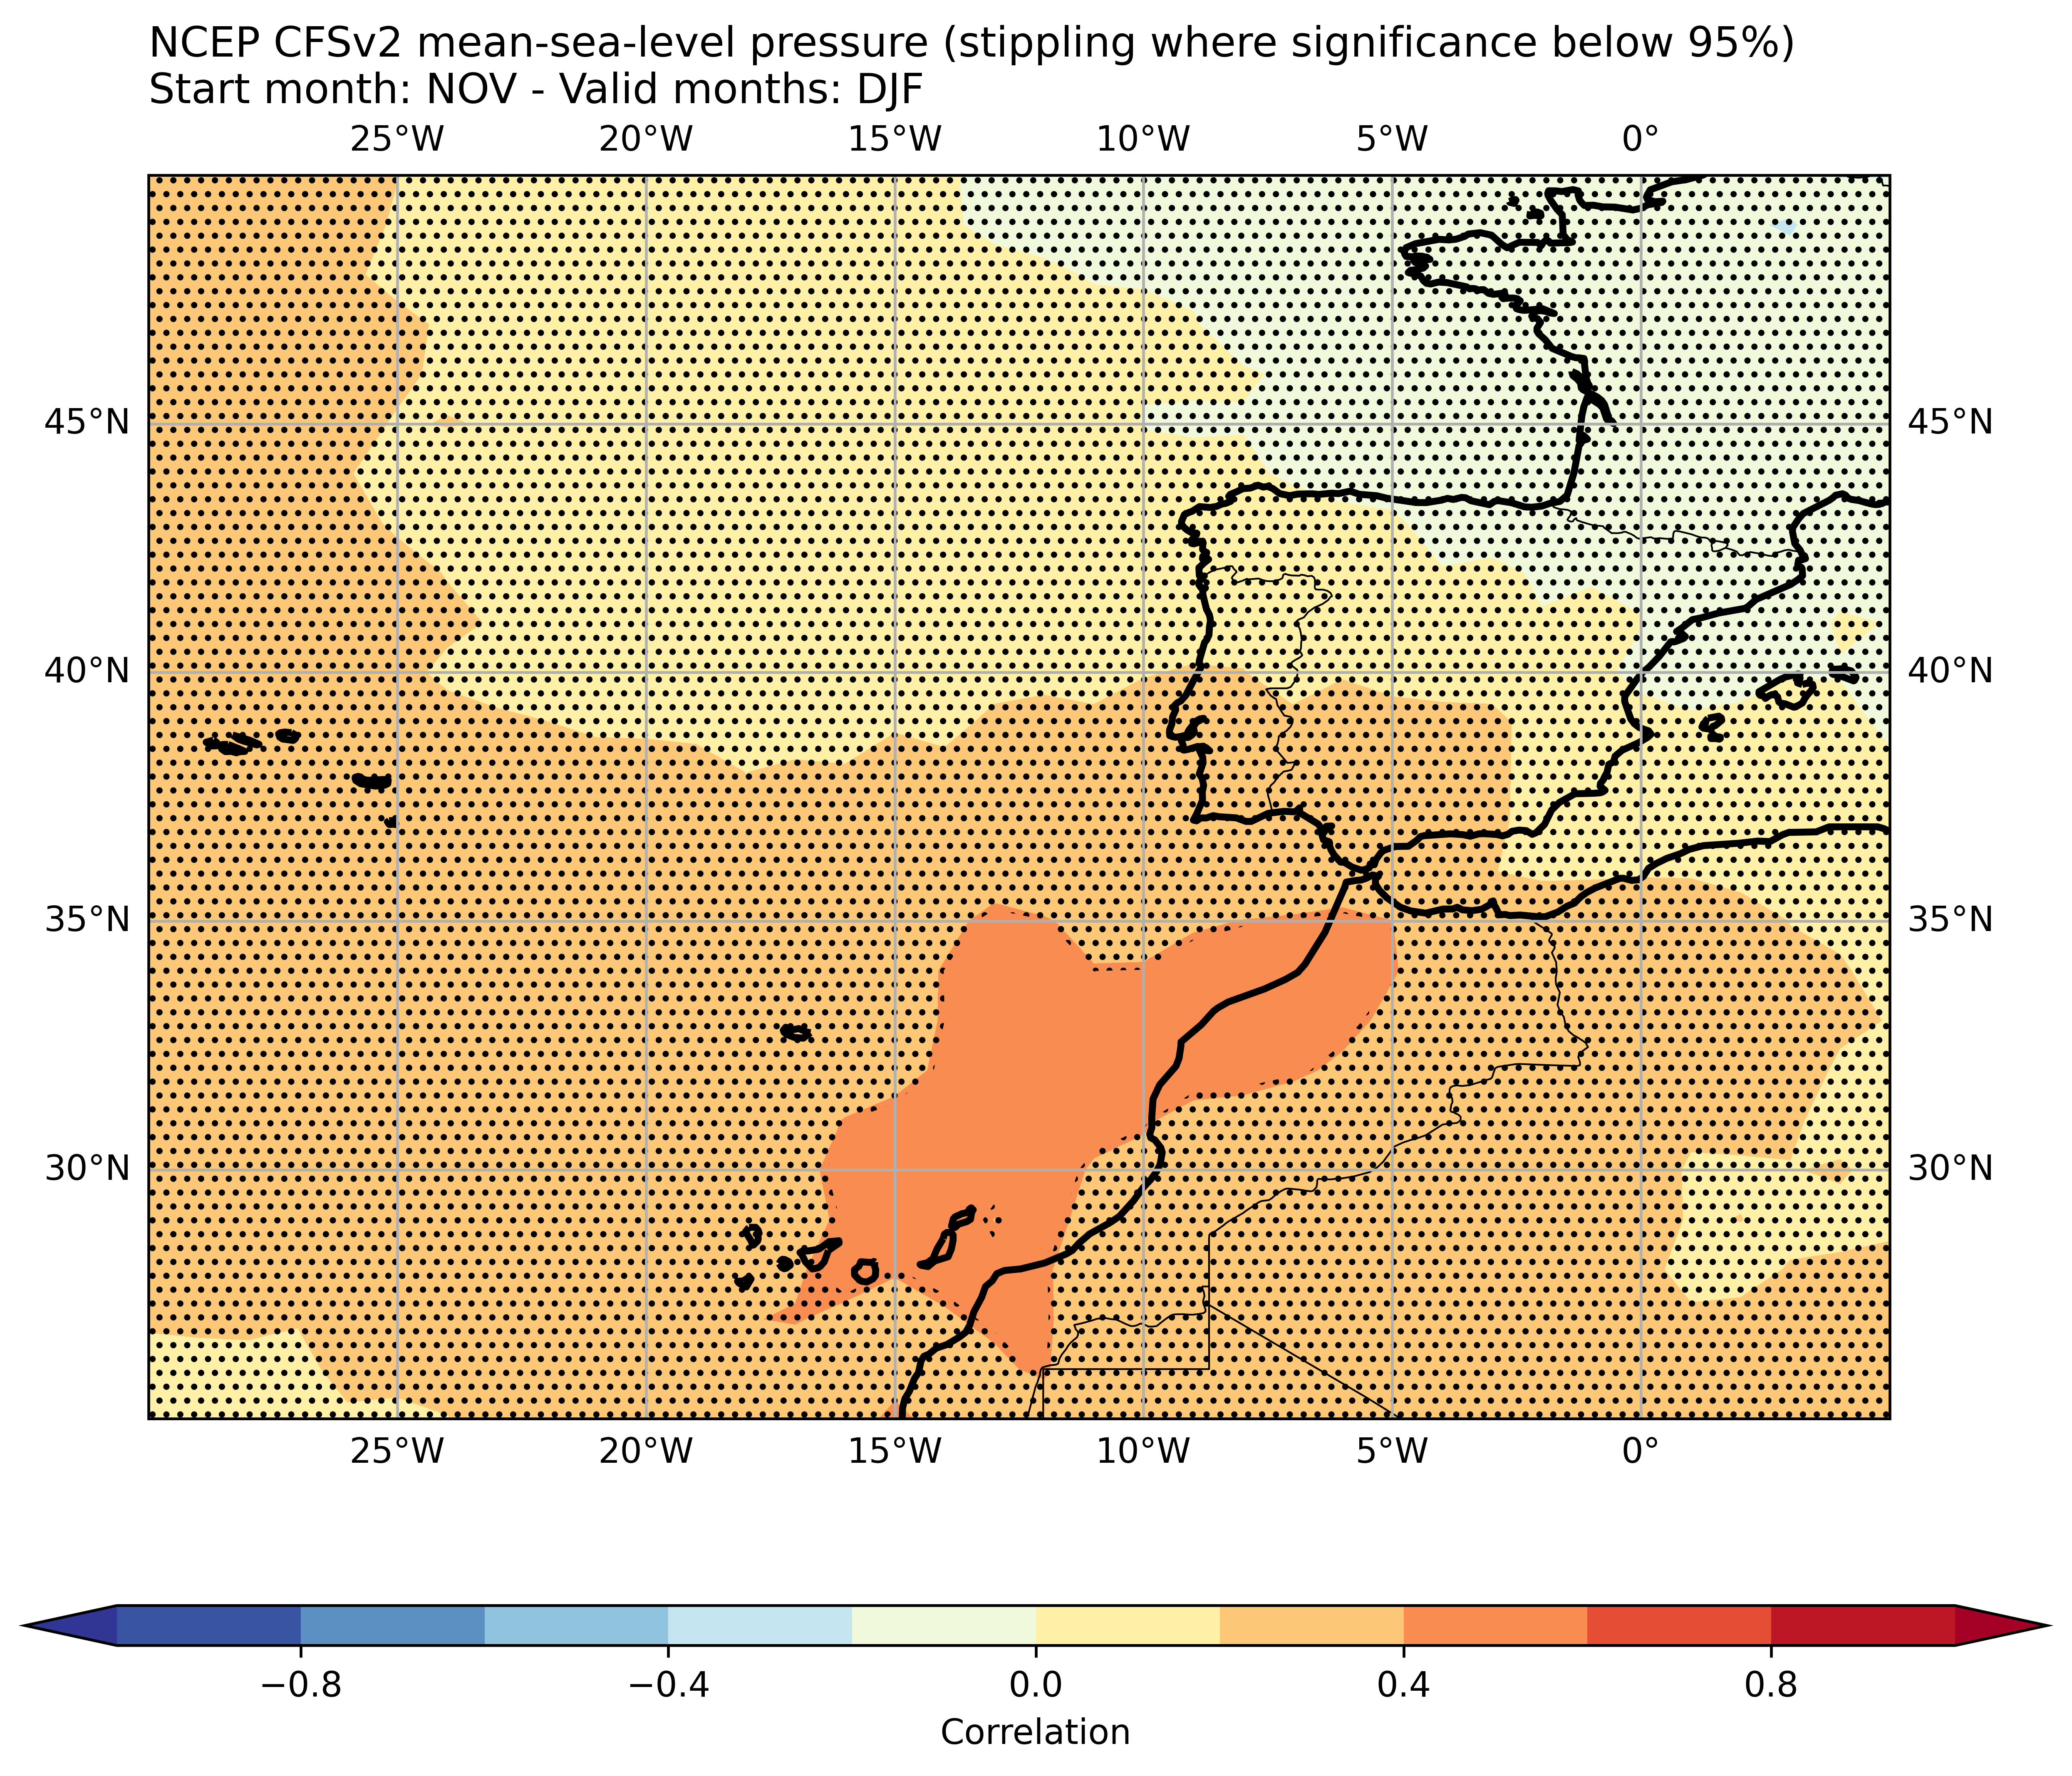 NCEP CFSv2 mean-sea-level pressure (stippling where significance below 95%)
Start month: NOV - Valid months: DJF
25°W 20°W 15°W 10°W 5°W 0°
45°N 45°N
40°N 40°N
35°N 35°N
30°N 30°N
25°W 20°W 15°W 10°W 5°W 0°
−0.8 −0.4 0.0 0.4 0.8
Correlation